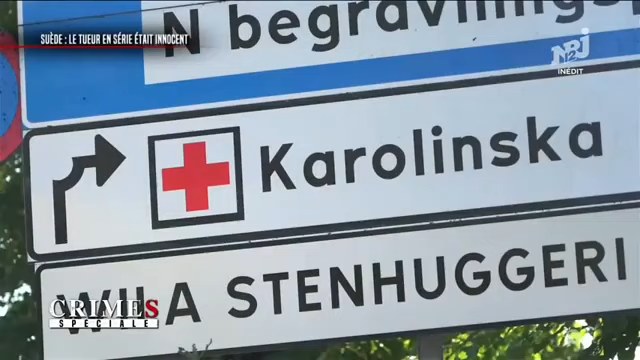 SUÈDE : LE TUEUR EN SÉRIE ÉTAIT INNOCENT
N begravnings
NRJ 12
INÉDIT
Karolinska
STENHUGGERI
CRIMES
SPÉCIALE